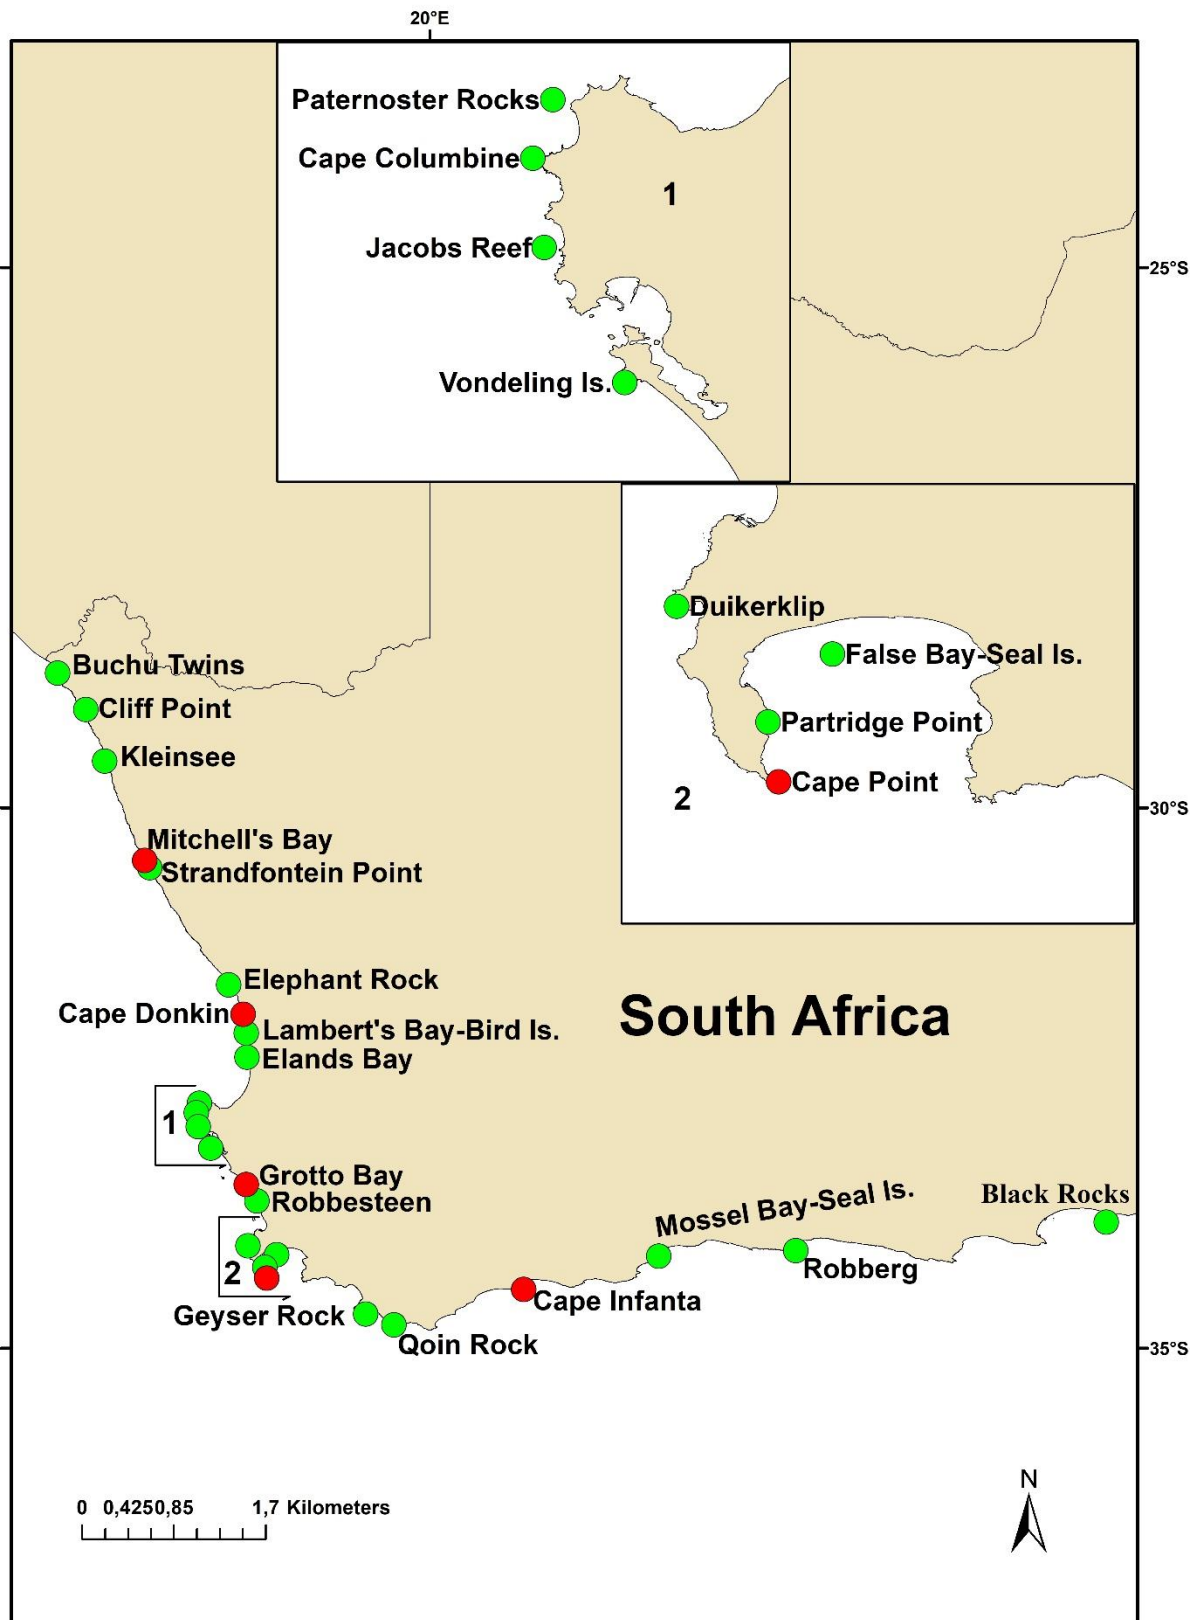 20°E
Paternoster Rocks
Cape Columbine
1
Jacobs Reef
25°S
Vondeling Is.
Duikerklip
False Bay-Seal Is.
Partridge Point
Cape Point
2
30°S
Buchu Twins
Cliff Point
Kleinsee
Mitchell's Bay
Strandfontein Point
Elephant Rock
Cape Donkin
South Africa
Lambert's Bay-Bird Is.
Elands Bay
1
Grotto Bay
Robbesteen
Mossel Bay-Seal Is.
Black Rocks
2
Robberg
Geyser Rock
Cape Infanta
Qoin Rock
35°S
N
0 0,4250,85 1,7 Kilometers